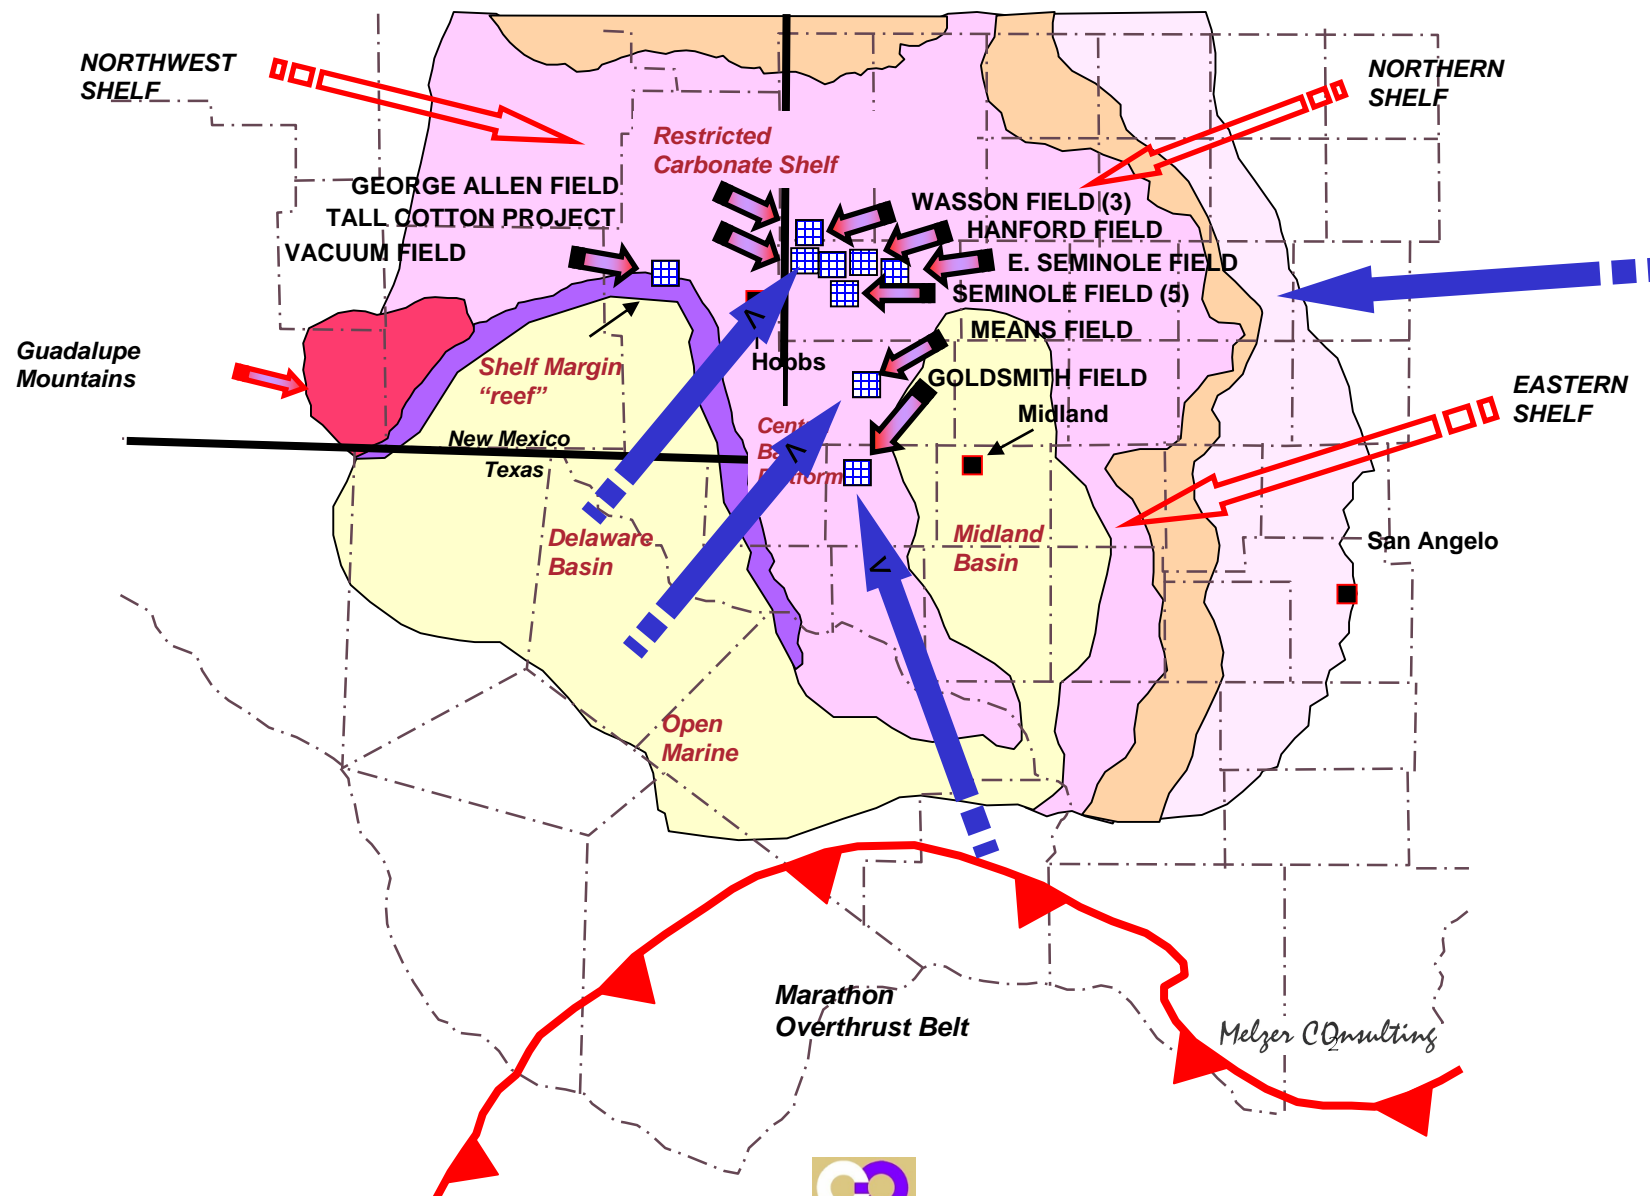 NORTHWEST
SHELF
NORTHERN
SHELF
Restricted
Carbonate Shelf
GEORGE ALLEN FIELD
TALL COTTON PROJECT
VACUUM FIELD
WASSON FIELD (3)
HANFORD FIELD
E. SEMINOLE FIELD
SEMINOLE FIELD (5)
MEANS FIELD
Hobbs
GOLDSMITH FIELD
Midland
Guadalupe
Mountains
Shelf Margin
“reef”
EASTERN
SHELF
New Mexico
Texas
Delaware
Basin
Midland
Basin
San Angelo
Open
Marine
Marathon
Overthrust Belt
Melzer CO2nsulting